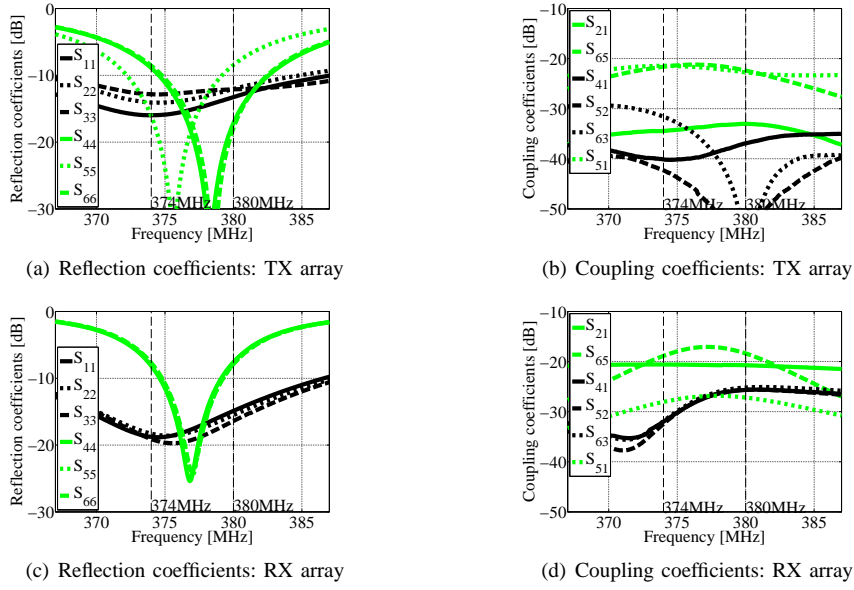 0
−10
−20
−30
Reflection coefficients [dB]
S11
S22
S33
S44
S55
S66
374MHz
380MHz
370
375
380
385
Frequency [MHz]
(a) Reflection coefficients: TX array
−10
−20
−30
−40
−50
Coupling coefficients [dB]
S21
S65
S41
S52
S63
S51
374MHz
380MHz
370
375
380
385
Frequency [MHz]
(b) Coupling coefficients: TX array
0
−10
−20
−30
Reflection coefficients [dB]
S11
S22
S33
S44
S55
S66
374MHz
380MHz
370
375
380
385
Frequency [MHz]
(c) Reflection coefficients: RX array
−10
−20
−30
−40
−50
Coupling coefficients [dB]
S21
S65
S41
S52
S63
S51
374MHz
380MHz
370
375
380
385
Frequency [MHz]
(d) Coupling coefficients: RX array